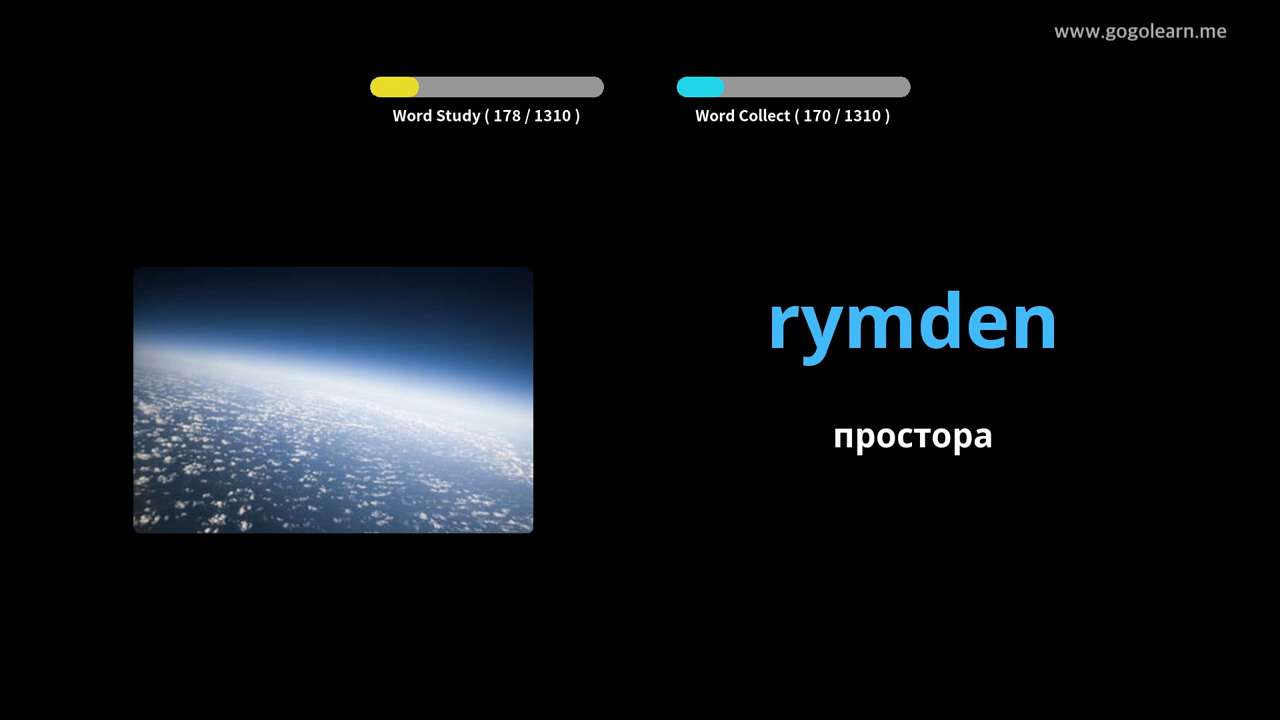 www.gogolearn.me
Word Study ( 178 / 1310 )
Word Collect ( 170 / 1310 )
rymden
простора